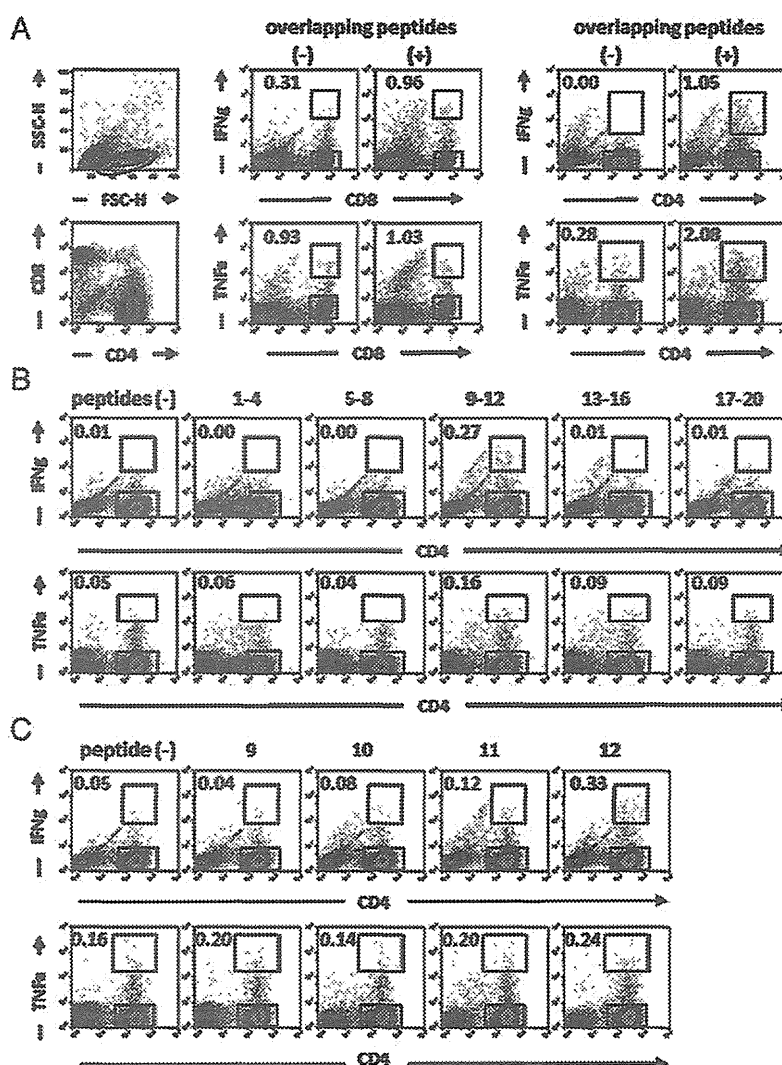 A
overlapping peptides
(-) (+)
overlapping peptides
(-) (+)
SSC-H
FSC-H
IFNg
0.31
0.96
CD8
IFNg
0.00
1.05
CD4
CD8
CD4
TNFa
0.93
1.03
CD8
TNFa
0.28
2.08
CD4
B
peptides (-) 1-4 5-8 9-12 13-16 17-20
IFNg
0.01 0.00 0.00 0.27 0.01 0.01
CD4
TNFa
0.05 0.06 0.04 0.16 0.09 0.09
CD4
C
peptide (-) 9 10 11 12
IFNg
0.05 0.04 0.08 0.12 0.33
CD4
TNFa
0.16 0.20 0.14 0.20 0.24
CD4